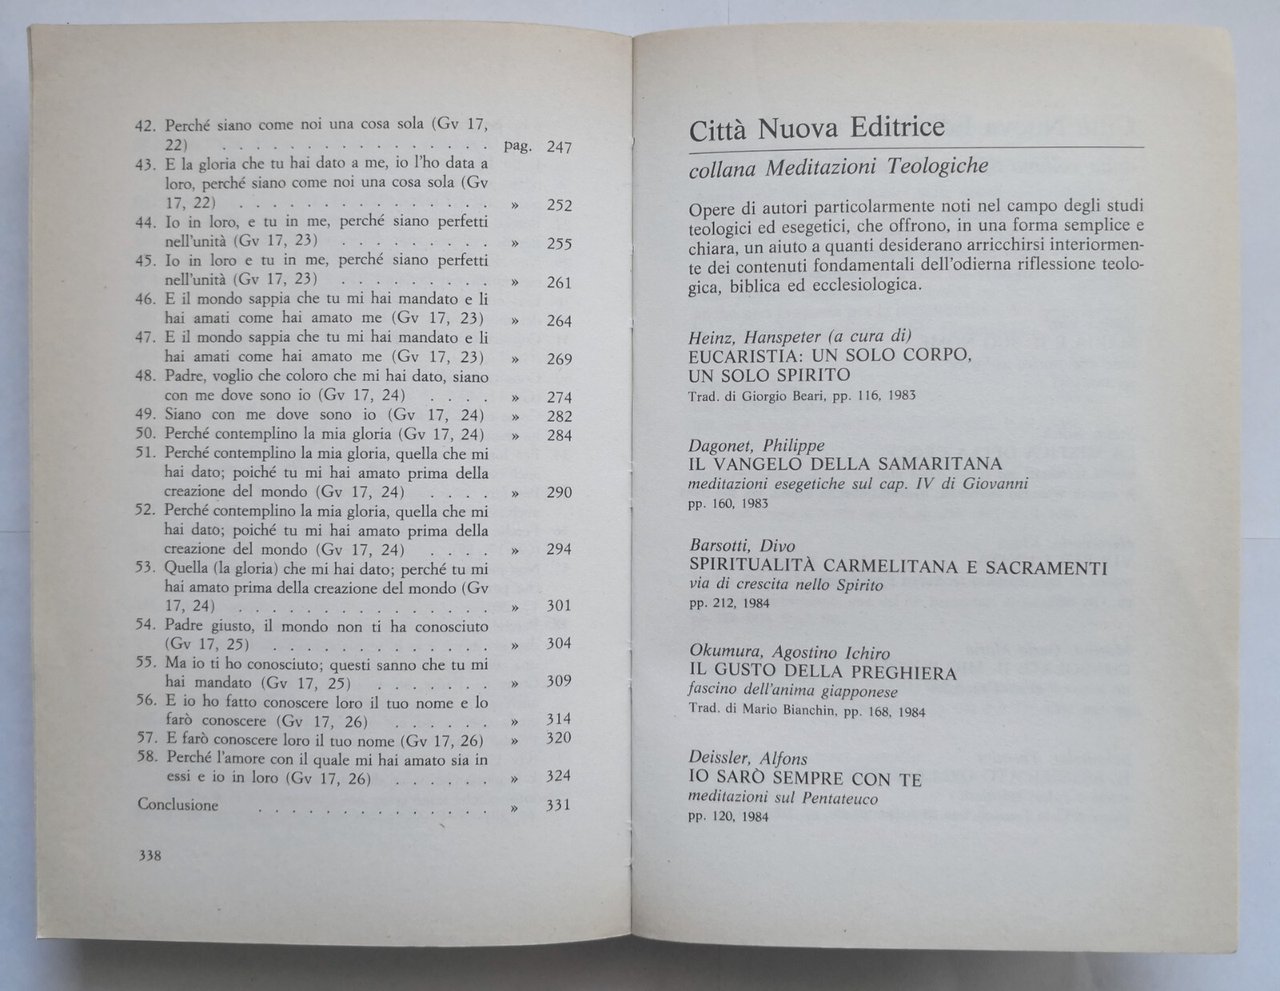 42. Perché siano come noi una cosa sola (Gv 17,
22) . . . . . . . . . . . . . . . pag. 247
43. E la gloria che tu hai dato a me, io l'ho data a
loro, perché siano come noi una cosa sola (Gv
17, 22) . . . . . . . . . . . . . . » 252
44. Io in loro, e tu in me, perché siano perfetti
nell'unità (Gv 17, 23) . . . . . . . . . » 255
45. Io in loro e tu in me, perché siano perfetti
nell'unità (Gv 17, 23) . . . . . . . . . » 261
46. E il mondo sappia che tu mi hai mandato e li
hai amati come hai amato me (Gv 17, 23) » 264
47. E il mondo sappia che tu mi hai mandato e li
hai amati come hai amato me (Gv 17, 23) » 269
48. Padre, voglio che coloro che mi hai dato, siano
con me dove sono io (Gv 17, 24) . . . . » 274
49. Siano con me dove sono io (Gv 17, 24) » 282
50. Perché contemplino la mia gloria (Gv 17, 24) » 284
51. Perché contemplino la mia gloria, quella che mi
hai dato; poiché tu mi hai amato prima della
creazione del mondo (Gv 17, 24) . . . . » 290
52. Perché contemplino la mia gloria, quella che mi
hai dato; poiché tu mi hai amato prima della
creazione del mondo (Gv 17, 24) . . . . » 294
53. Quella (la gloria) che mi hai dato; perché tu mi
hai amato prima della creazione del mondo (Gv
17, 24) . . . . . . . . . . . . . . » 301
54. Padre giusto, il mondo non ti ha conosciuto
(Gv 17, 25) . . . . . . . . . . . . » 304
55. Ma io ti ho conosciuto; questi sanno che tu mi
hai mandato (Gv 17, 25) . . . . . . . » 309
56. E io ho fatto conoscere loro il tuo nome e lo
farò conoscere (Gv 17, 26) . . . . . . » 314
57. E farò conoscere loro il tuo nome (Gv 17, 26) » 320
58. Perché l'amore con il quale mi hai amato sia in
essi e io in loro (Gv 17, 26) . . . . . . » 324
Conclusione . . . . . . . . . . . . . » 331
338
Città Nuova Editrice
collana Meditazioni Teologiche
Opere di autori particolarmente noti nel campo degli studi
teologici ed esegetici, che offrono, in una forma semplice e
chiara, un aiuto a quanti desiderano arricchirsi interiormen-
te dei contenuti fondamentali dell'odierna riflessione teolo-
gica, biblica ed ecclesiologica.
Heinz, Hanspeter (a cura di)
EUCARISTIA: UN SOLO CORPO,
UN SOLO SPIRITO
Trad. di Giorgio Beari, pp. 116, 1983
Dagonet, Philippe
IL VANGELO DELLA SAMARITANA
meditazioni esegetiche sul cap. IV di Giovanni
pp. 160, 1983
Barsotti, Divo
SPIRITUALITÀ CARMELITANA E SACRAMENTI
via di crescita nello Spirito
pp. 212, 1984
Okumura, Agostino Ichiro
IL GUSTO DELLA PREGHIERA
fascino dell'anima giapponese
Trad. di Mario Bianchin, pp. 168, 1984
Deissler, Alfons
IO SARÒ SEMPRE CON TE
meditazioni sul Pentateuco
pp. 120, 1984